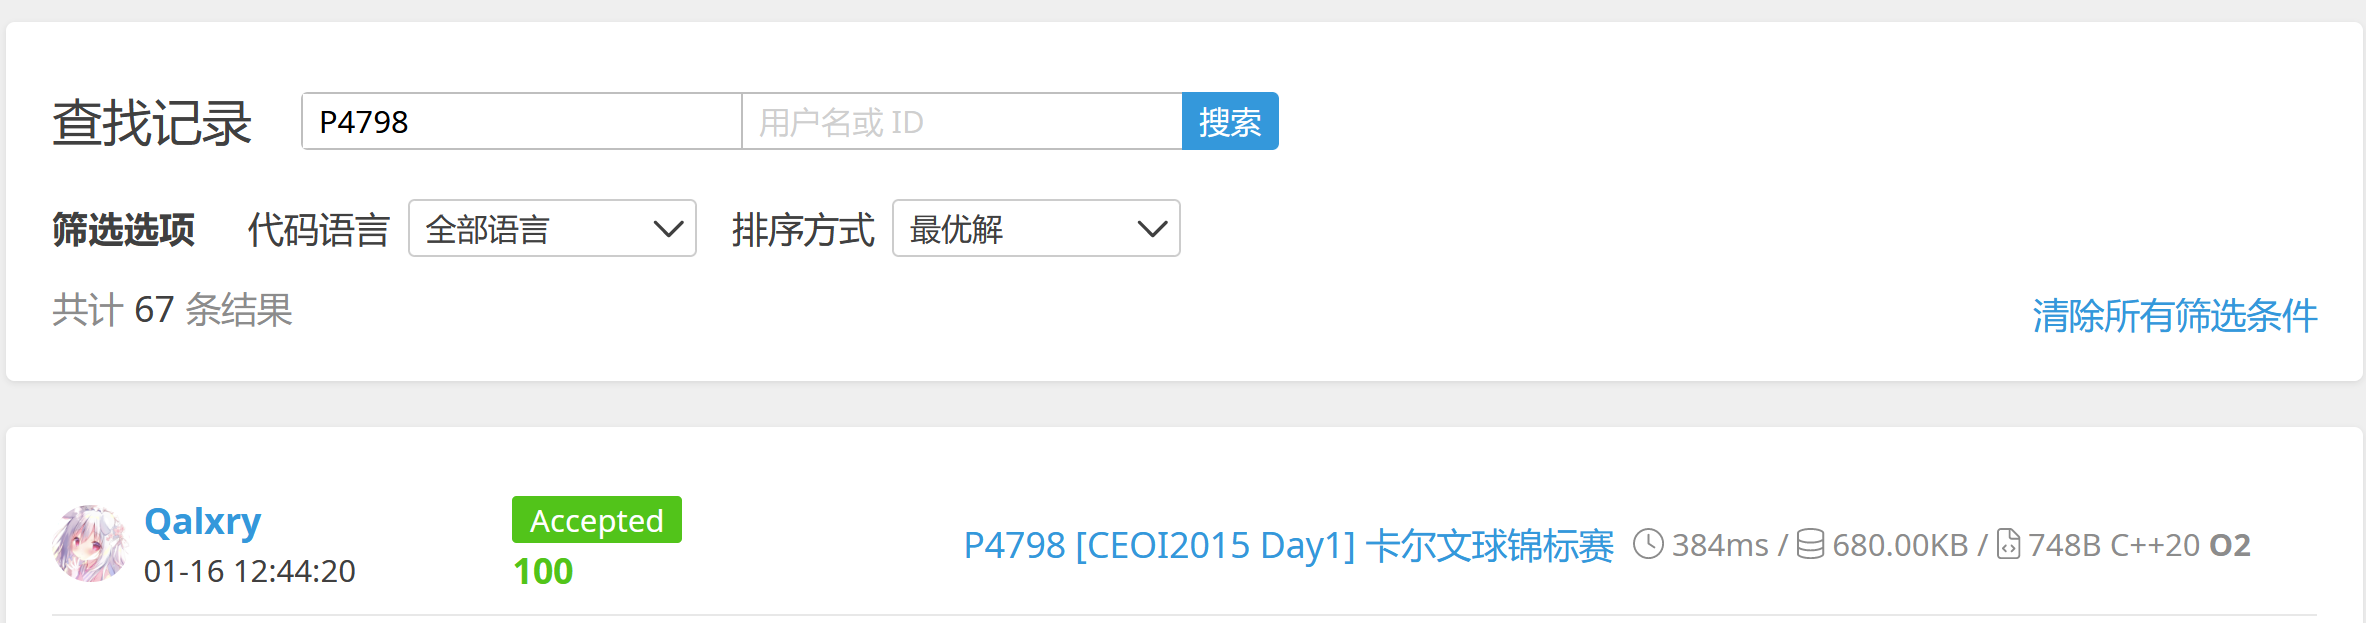 查找记录 P4798 用户名或 ID 搜索
筛选选项 代码语言 全部语言 排序方式 最优解
共计 67 条结果 清除所有筛选条件
Qalxry Accepted
P4798 [CEOI2015 Day1] 卡尔文球锦标赛 384ms / 680.00KB / 748B C++20 O2
01-16 12:44:20 100